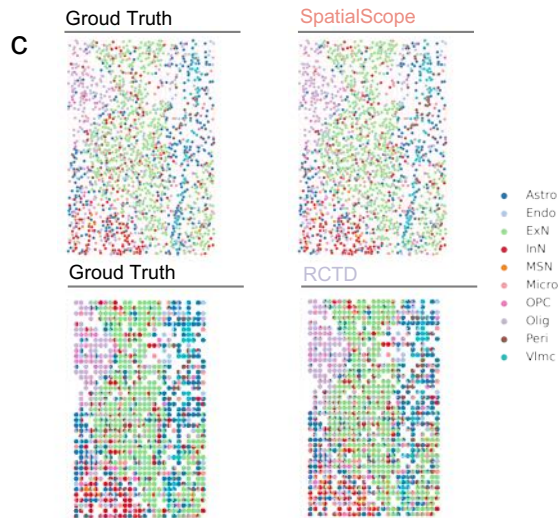 Groud Truth
SpatialScope
c
Groud Truth
RCTD
Astro
Endo
ExN
InN
MSN
Micro
OPC
Olig
Peri
Vlmc